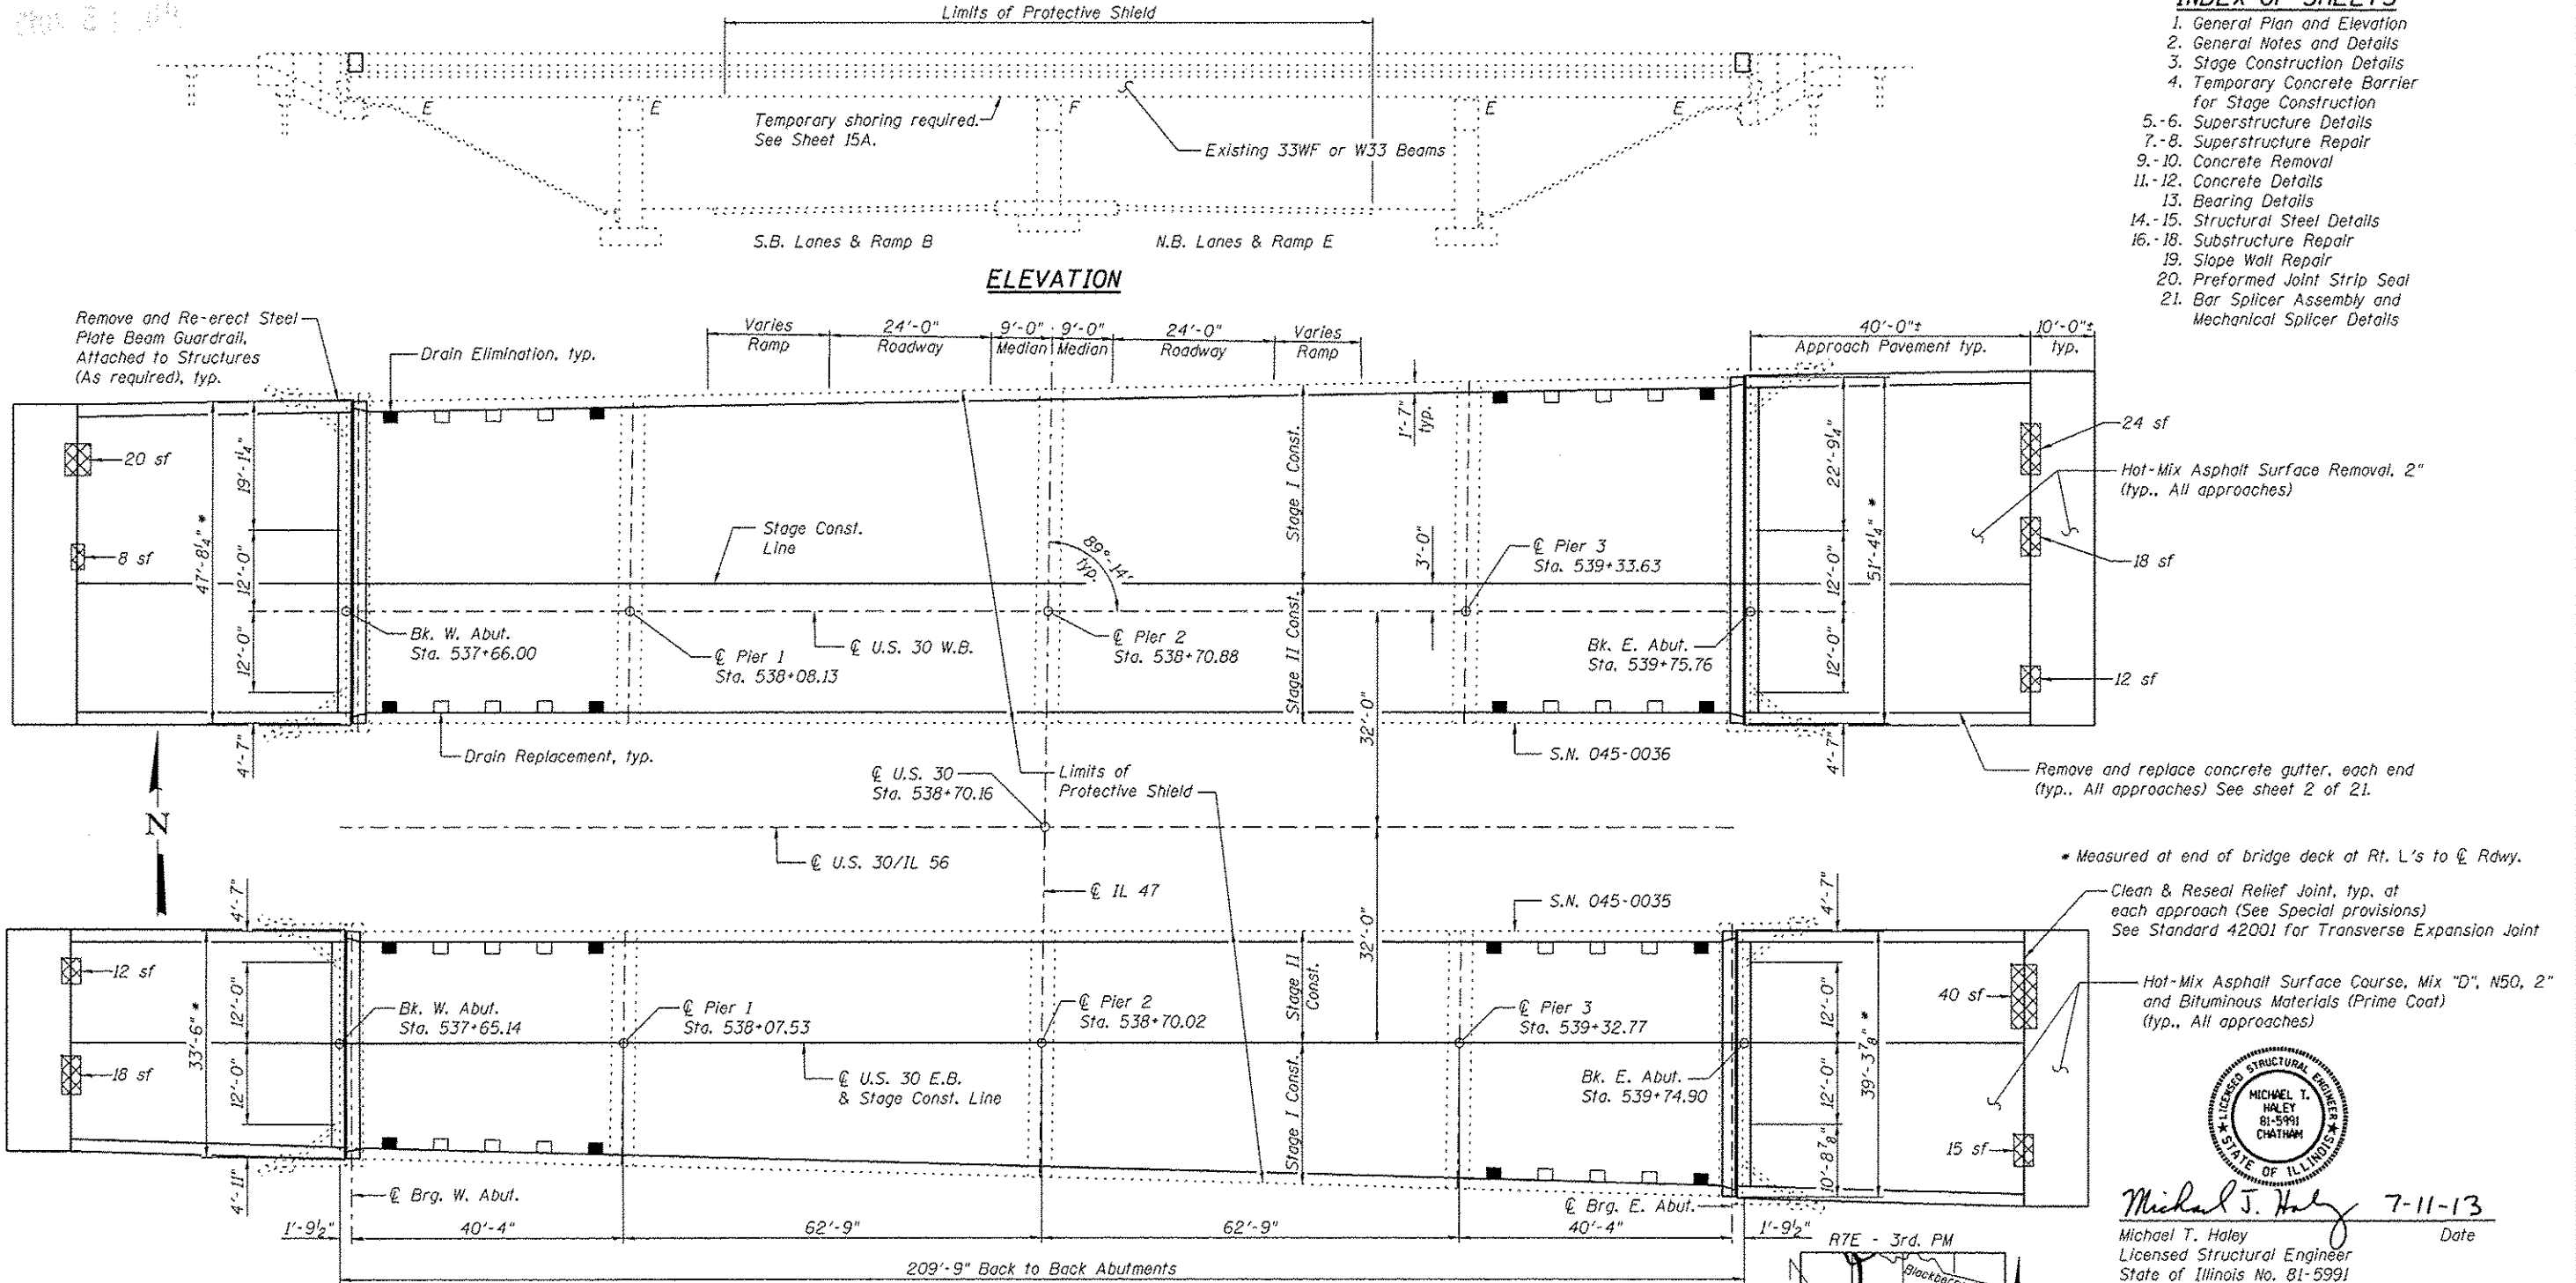 Limits of Protective Shield
Temporary shoring required.
See Sheet 15A.
Existing 33WF or W33 Beams
E
E
F
E
E
S.B. Lanes & Ramp B
N.B. Lanes & Ramp E
ELEVATION
INDEX OF SHEETS
1. General Plan and Elevation
2. General Notes and Details
3. Stage Construction Details
4. Temporary Concrete Barrier
for Stage Construction
5.-6. Superstructure Details
7.-8. Superstructure Repair
9.-10. Concrete Removal
11.-12. Concrete Details
13. Bearing Details
14.-15. Structural Steel Details
16.-18. Substructure Repair
19. Slope Wall Repair
20. Preformed Joint Strip Seal
21. Bar Splicer Assembly and
Mechanical Splicer Details
Remove and Re-erect Steel
Plate Beam Guardrail,
Attached to Structures
(As required), typ.
Drain Elimination, typ.
Varies
Ramp
24'-0"
Roadway
9'-0"
Median
9'-0"
Median
24'-0"
Roadway
Varies
Ramp
40'-0"±
Approach Pavement typ.
10'-0"±
typ.
20 sf
8 sf
47'-8¼" *
19'-1¼"
12'-0"
12'-0"
4'-7"
Stage Const.
Line
Bk. W. Abut.
Sta. 537+66.00
℄ Pier 1
Sta. 538+08.13
℄ U.S. 30 W.B.
89°-14'
typ.
℄ Pier 2
Sta. 538+70.88
Stage I Const.
Stage II Const.
1'-7"
typ.
3'-0"
℄ Pier 3
Sta. 539+33.63
Bk. E. Abut.
Sta. 539+75.76
22'-9¼"
12'-0"
12'-0"
51'-4¼" *
4'-7"
24 sf
Hot-Mix Asphalt Surface Removal, 2"
(typ., All approaches)
18 sf
12 sf
Drain Replacement, typ.
S.N. 045-0036
32'-0"
Remove and replace concrete gutter, each end
(typ., All approaches) See sheet 2 of 21.
N
℄ U.S. 30
Sta. 538+70.16
Limits of
Protective Shield
℄ U.S. 30/IL 56
℄ IL 47
32'-0"
S.N. 045-0035
* Measured at end of bridge deck at Rt. L's to ℄ Rdwy.
Clean & Reseal Relief Joint, typ. at
each approach (See Special provisions)
See Standard 42001 for Transverse Expansion Joint
4'-7"
12 sf
18 sf
33'-6" *
12'-0"
12'-0"
4'-11"
Bk. W. Abut.
Sta. 537+65.14
℄ Pier 1
Sta. 538+07.53
℄ Pier 2
Sta. 538+70.02
℄ U.S. 30 E.B.
& Stage Const. Line
Stage II
Const.
Stage I Const.
℄ Pier 3
Sta. 539+32.77
Bk. E. Abut.
Sta. 539+74.90
4'-7"
12'-0"
12'-0"
10'-8⅞"
39'-3⅞" *
40 sf
15 sf
Hot-Mix Asphalt Surface Course, Mix "D", N50, 2"
and Bituminous Materials (Prime Coat)
(typ., All approaches)
LICENSED STRUCTURAL ENGINEER
MICHAEL T.
HALEY
81-5991
CHATHAM
STATE OF ILLINOIS
℄ Brg. W. Abut.
℄ Brg. E. Abut.
1'-9½"
40'-4"
62'-9"
62'-9"
40'-4"
1'-9½"
209'-9" Back to Back Abutments
R7E - 3rd. PM
Michael T. Haley 7-11-13
Michael T. Haley
Date
Licensed Structural Engineer
State of Illinois No. 81-5991